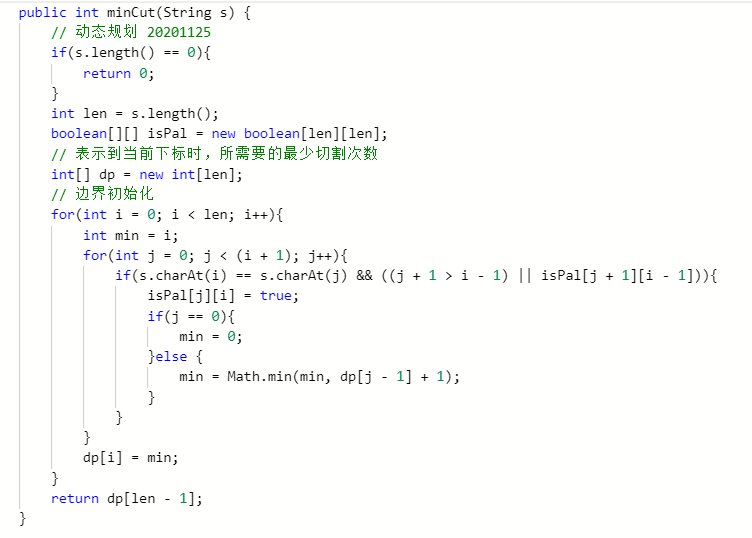 public int minCut(String s) {
    // 动态规划 20201125
    if(s.length() == 0){
        return 0;
    }
    int len = s.length();
    boolean[][] isPal = new boolean[len][len];
    // 表示到当前下标时，所需要的最少切割次数
    int[] dp = new int[len];
    // 边界初始化
    for(int i = 0; i < len; i++){
        int min = i;
        for(int j = 0; j < (i + 1); j++){
            if(s.charAt(i) == s.charAt(j) && ((j + 1 > i - 1) || isPal[j + 1][i - 1])){
                isPal[j][i] = true;
                if(j == 0){
                    min = 0;
                }else {
                    min = Math.min(min, dp[j - 1] + 1);
                }
            }
        }
        dp[i] = min;
    }
    return dp[len - 1];
}